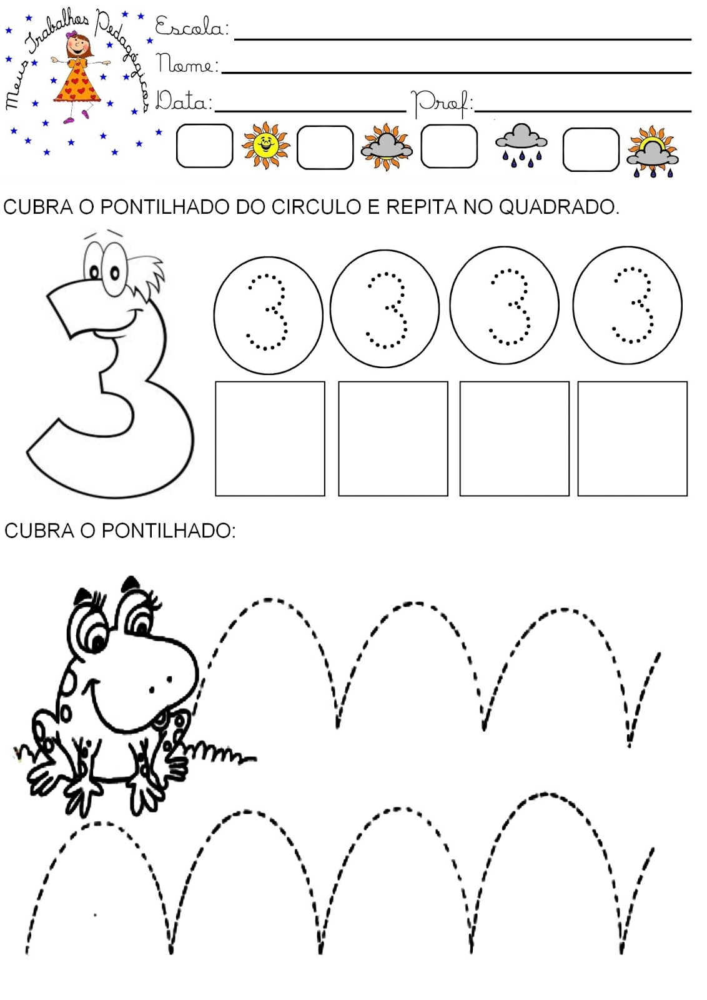 Meus Trabalhos Pedagógicos
Escola:
Nome:
Data: Prof:
CUBRA O PONTILHADO DO CIRCULO E REPITA NO QUADRADO.
3 3 3 3 3
CUBRA O PONTILHADO: